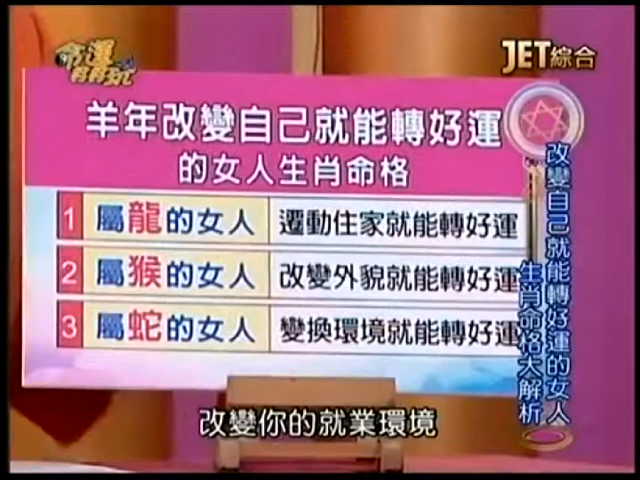 命運好好玩
JET綜合
羊年改變自己就能轉好運
的女人生肖命格
1 屬龍的女人 遷動住家就能轉好運
2 屬猴的女人 改變外貌就能轉好運
3 屬蛇的女人 變換環境就能轉好運
改變自己就能轉好運的女人
生肖命格大解析
改變你的就業環境